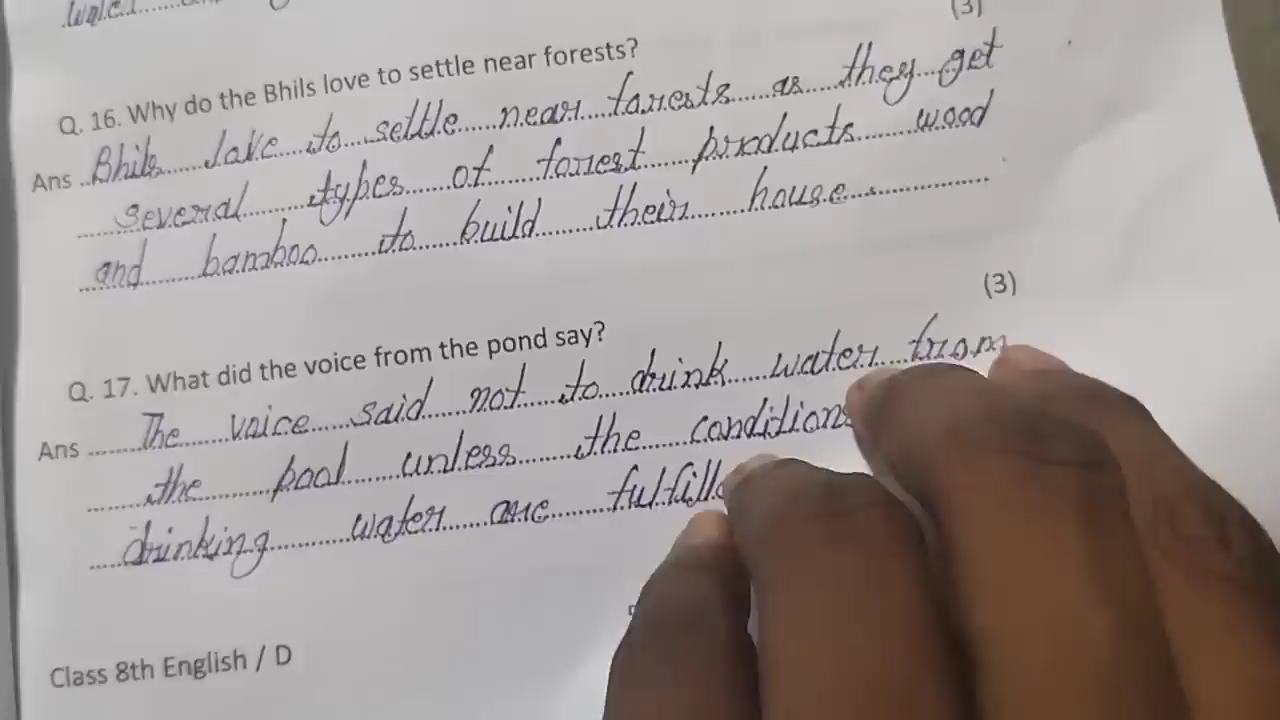 (3)
Q. 16. Why do the Bhils love to settle near forests?
Ans Bhils love to settle near forests as they get
several types of forest products wood
and bamboo to build their house.
(3)
Q. 17. What did the voice from the pond say?
Ans The voice said not to drink water from
the pool unless the conditions
drinking water are
Class 8th English / D